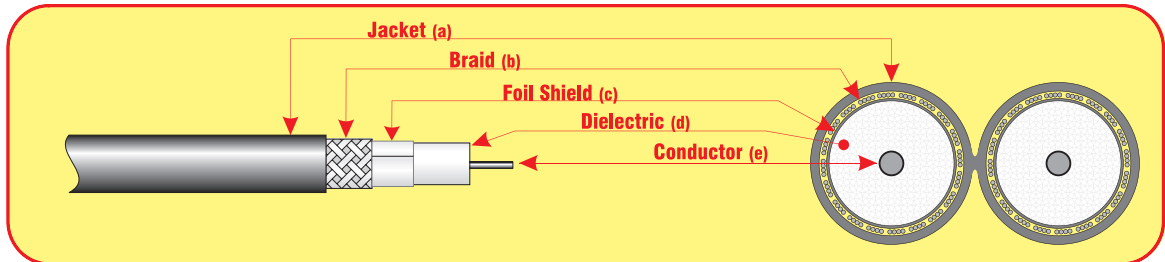 Jacket (a)
Braid (b)
Foil Shield (c)
Dielectric (d)
Conductor (e)